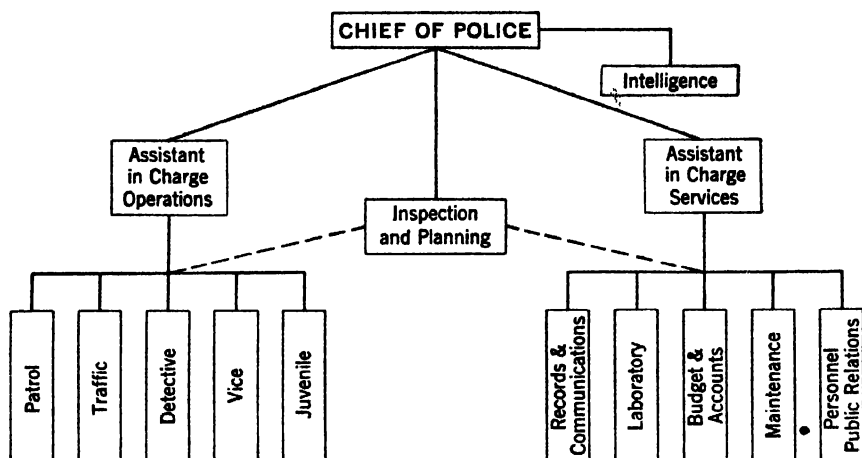 CHIEF OF POLICE
Intelligence
Assistant
in Charge
Operations
Assistant
in Charge
Services
Inspection
and Planning
Patrol
Traffic
Detective
Vice
Juvenile
Records &
Communications
Laboratory
Budget &
Accounts
Maintenance
Personnel
Public Relations